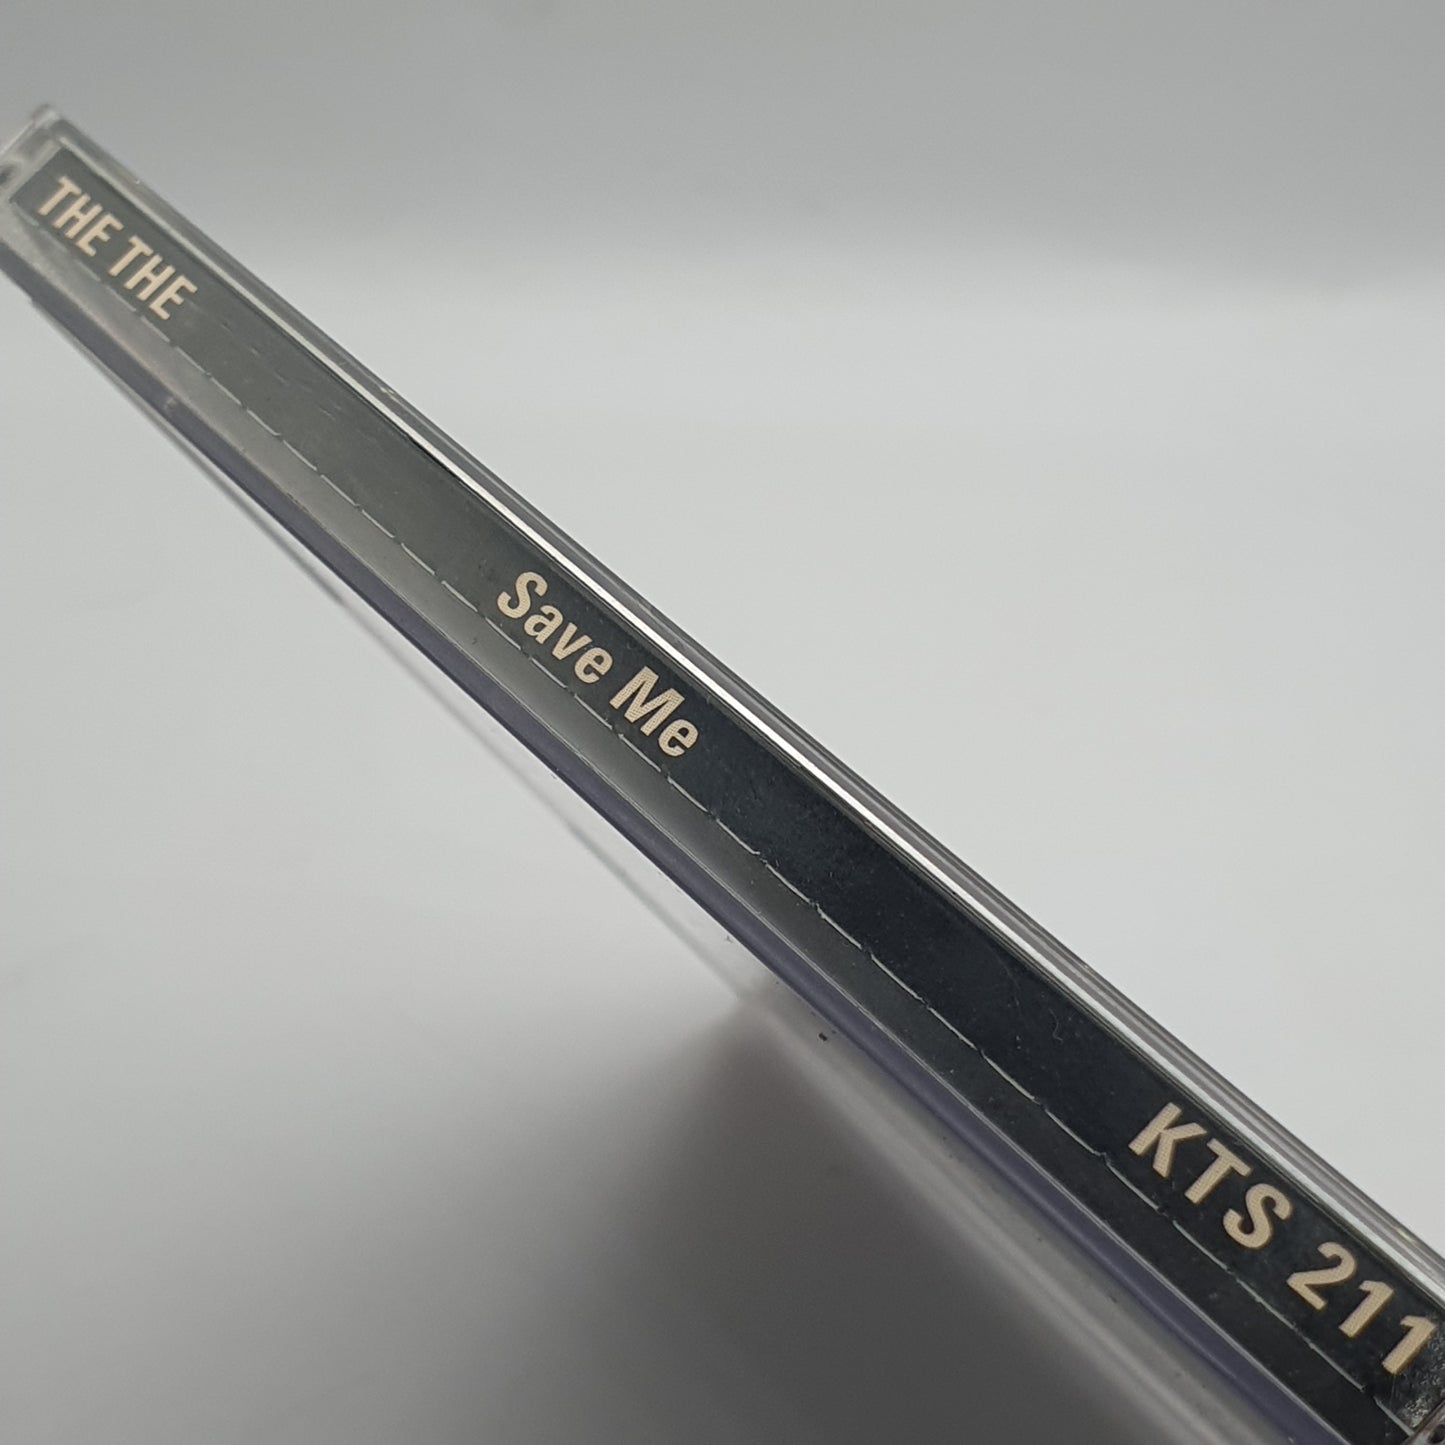 THE THE
Save Me
KTS 211